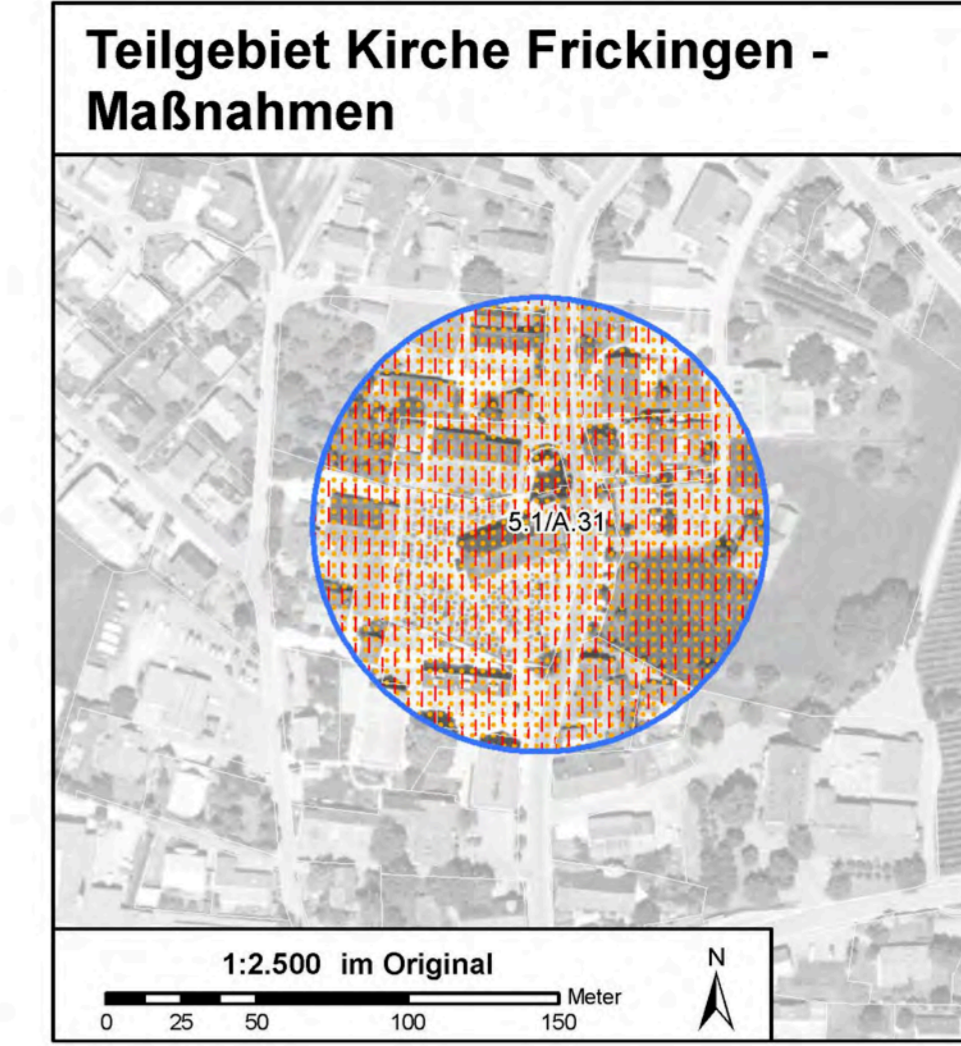 Teilgebiet Kirche Frickingen -
Maßnahmen
5.1/A.31
1:2.500 im Original
N
Meter
0 25 50 100 150